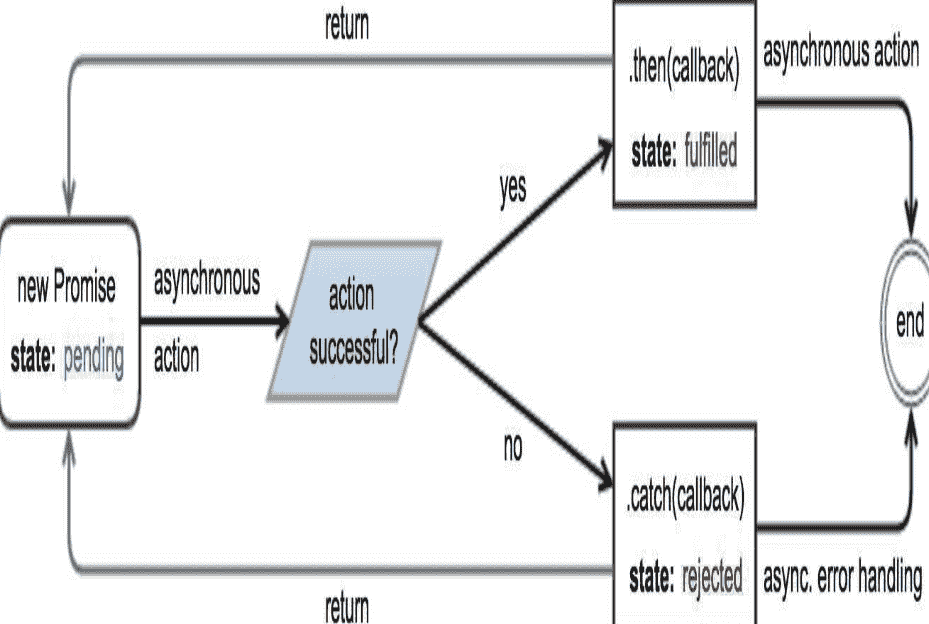 return
.then(callback)
state: fulfilled
asynchronous action
yes
new Promise
state: pending
asynchronous
action
action
successful?
end
no
.catch(callback)
state: rejected
async. error handling
return